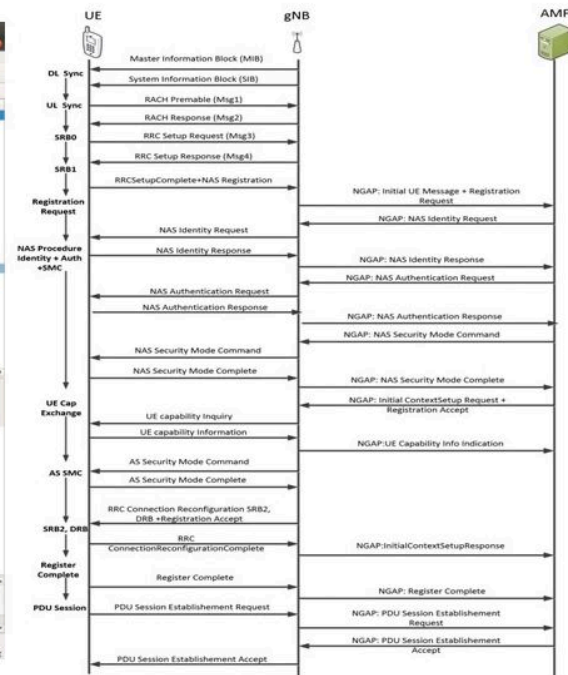 UE
gNB
AMF
Master Information Block (MIB)
DL Sync
System Information Block (SIB)
RACH Premable (Msg1)
UL Sync
RACH Response (Msg2)
SRB0
RRC Setup Request (Msg3)
RRC Setup Response (Msg4)
SRB1
RRCSetupComplete+NAS Registration
Registration
Request
NGAP: Initial UE Message + Registration
Request
NGAP: NAS Identity Request
NAS Identity Request
NAS Procedure
Identity + Auth
+SMC
NAS Identity Response
NGAP: NAS Identity Response
NGAP: NAS Authentication Request
NAS Authentication Request
NAS Authentication Response
NGAP: NAS Authentication Response
NGAP: NAS Security Mode Command
NAS Security Mode Command
NAS Security Mode Complete
NGAP: NAS Security Mode Complete
UE Cap
Exchange
NGAP: Initial ContextSetup Request +
Registration Accept
UE capability Inquiry
UE capability Information
NGAP:UE Capability Info Indication
AS Security Mode Command
AS SMC
AS Security Mode Complete
RRC Connection Reconfiguration SRB2,
DRB +Registration Accept
SRB2, DRB
RRC
ConnectionReconfigurationComplete
NGAP:InitialContextSetupResponse
Register
Complete
Register Complete
NGAP: Register Complete
PDU Session
PDU Session Establishement Request
NGAP: PDU Session Establishement
Request
NGAP: PDU Session Establishement
Accept
PDU Session Establishement Accept